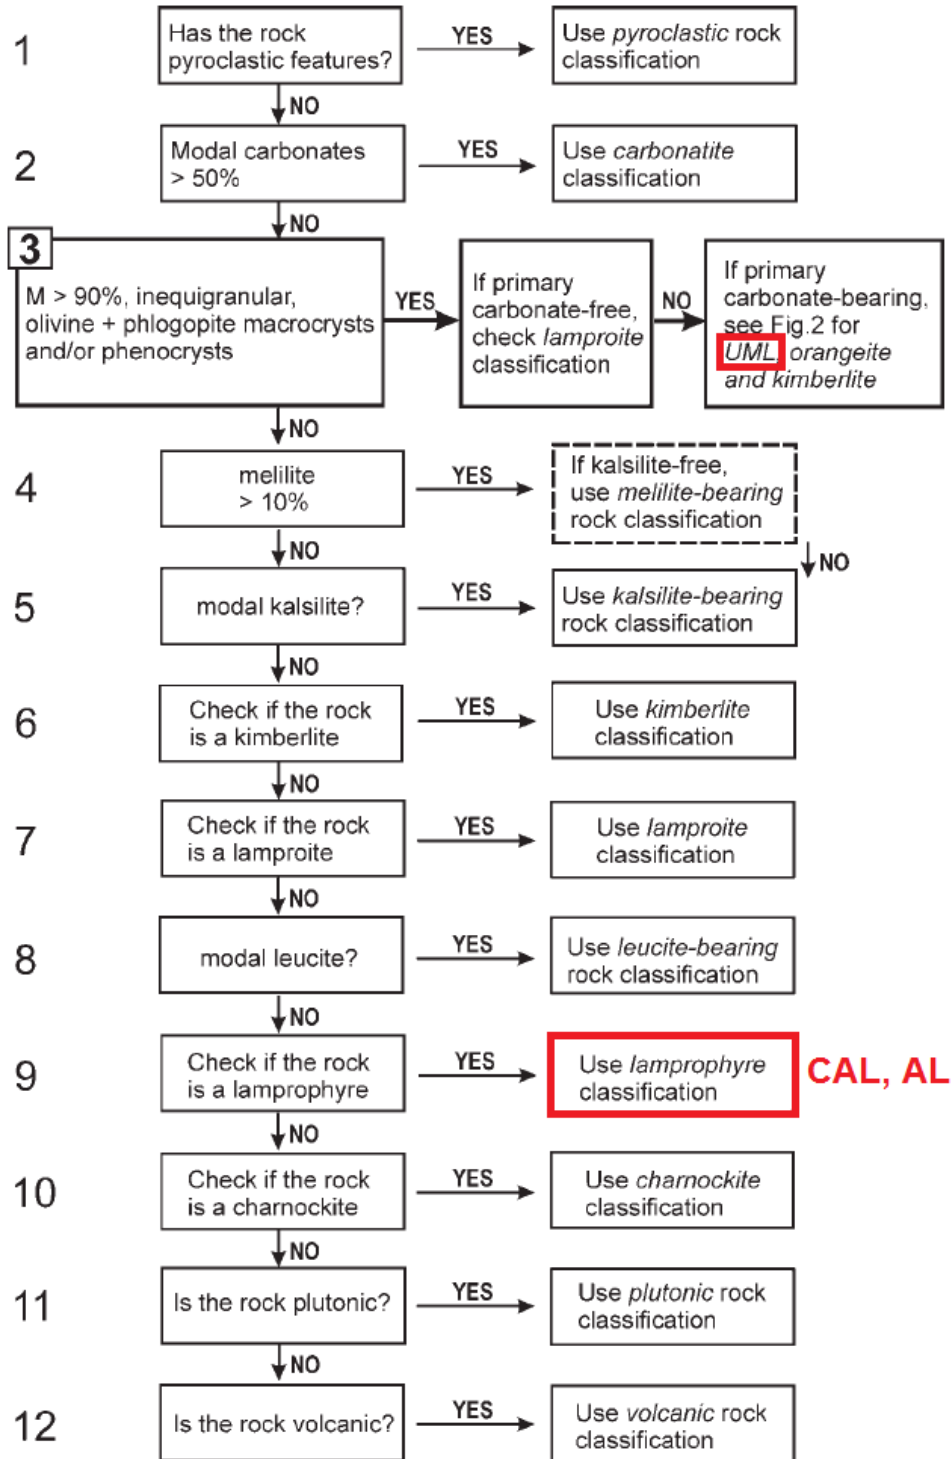 1
Has the rock
pyroclastic features?
YES
Use pyroclastic rock
classification
NO
2
Modal carbonates
> 50%
YES
Use carbonatite
classification
NO
3
M > 90%, inequigranular,
olivine + phlogopite macrocrysts
and/or phenocrysts
YES
If primary
carbonate-free,
check lamproite
classification
NO
If primary
carbonate-bearing,
see Fig.2 for
UML, orangeite
and kimberlite
NO
4
melilite
> 10%
YES
If kalsilite-free,
use melilite-bearing
rock classification
NO
NO
5
modal kalsilite?
YES
Use kalsilite-bearing
rock classification
NO
6
Check if the rock
is a kimberlite
YES
Use kimberlite
classification
NO
7
Check if the rock
is a lamproite
YES
Use lamproite
classification
NO
8
modal leucite?
YES
Use leucite-bearing
rock classification
NO
9
Check if the rock
is a lamprophyre
YES
Use lamprophyre
classification
CAL, AL
NO
10
Check if the rock
is a charnockite
YES
Use charnockite
classification
NO
11
Is the rock plutonic?
YES
Use plutonic rock
classification
NO
12
Is the rock volcanic?
YES
Use volcanic rock
classification